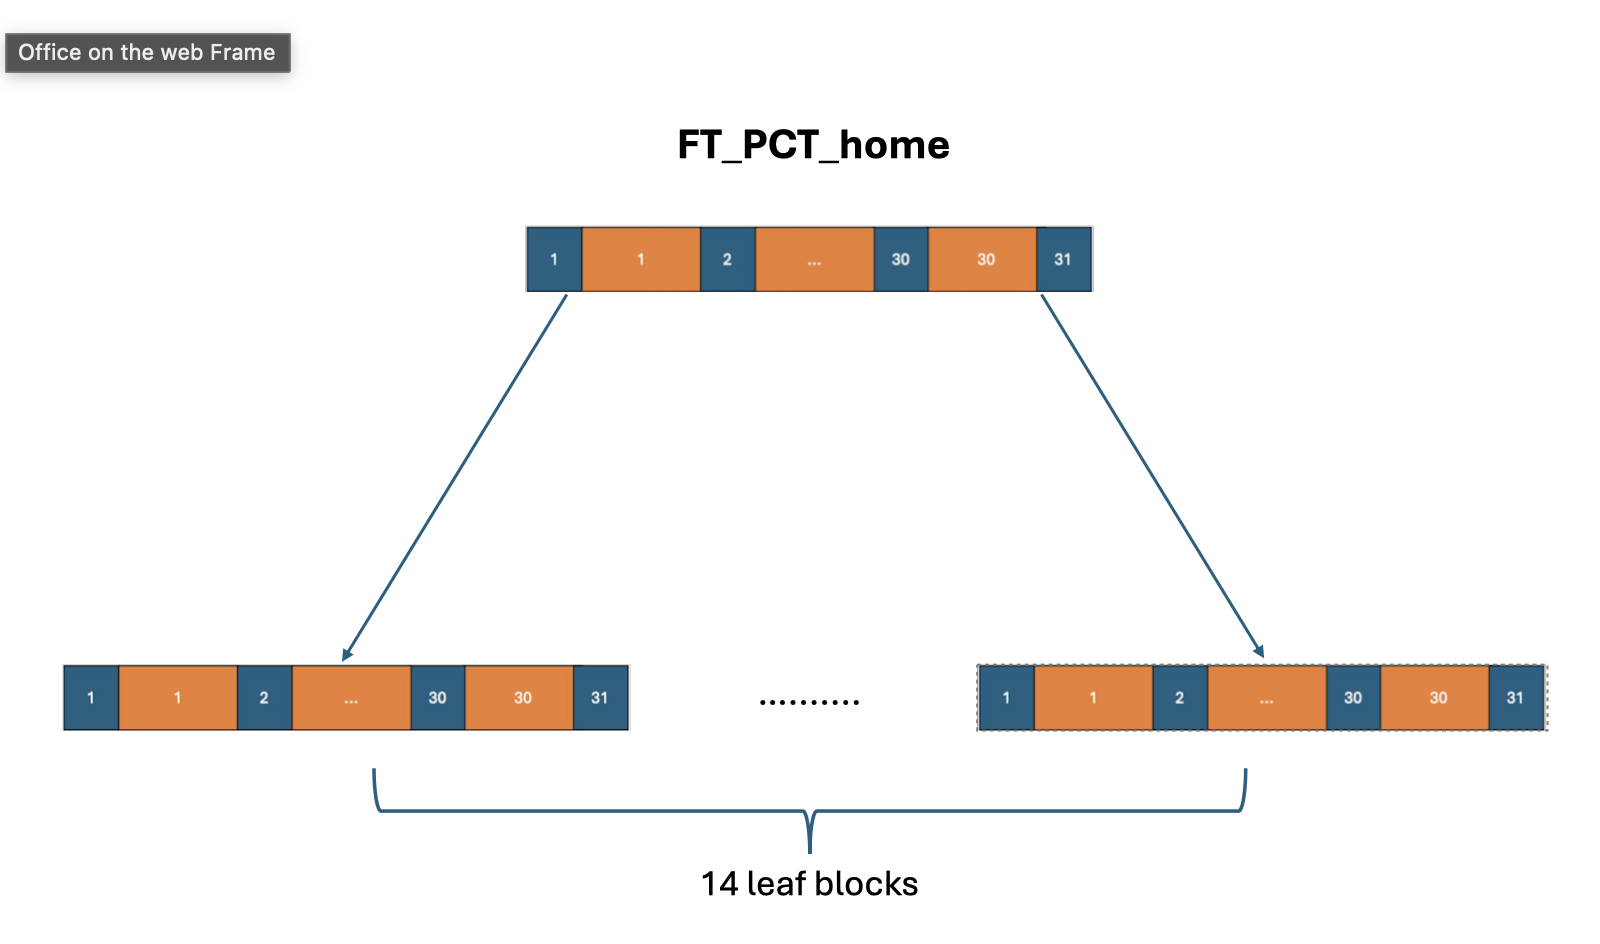 Office on the web Frame
FT_PCT_home
1 1 2 ... 30 30 31
1 1 2 ... 30 30 31
..........
1 1 2 ... 30 30 31
14 leaf blocks